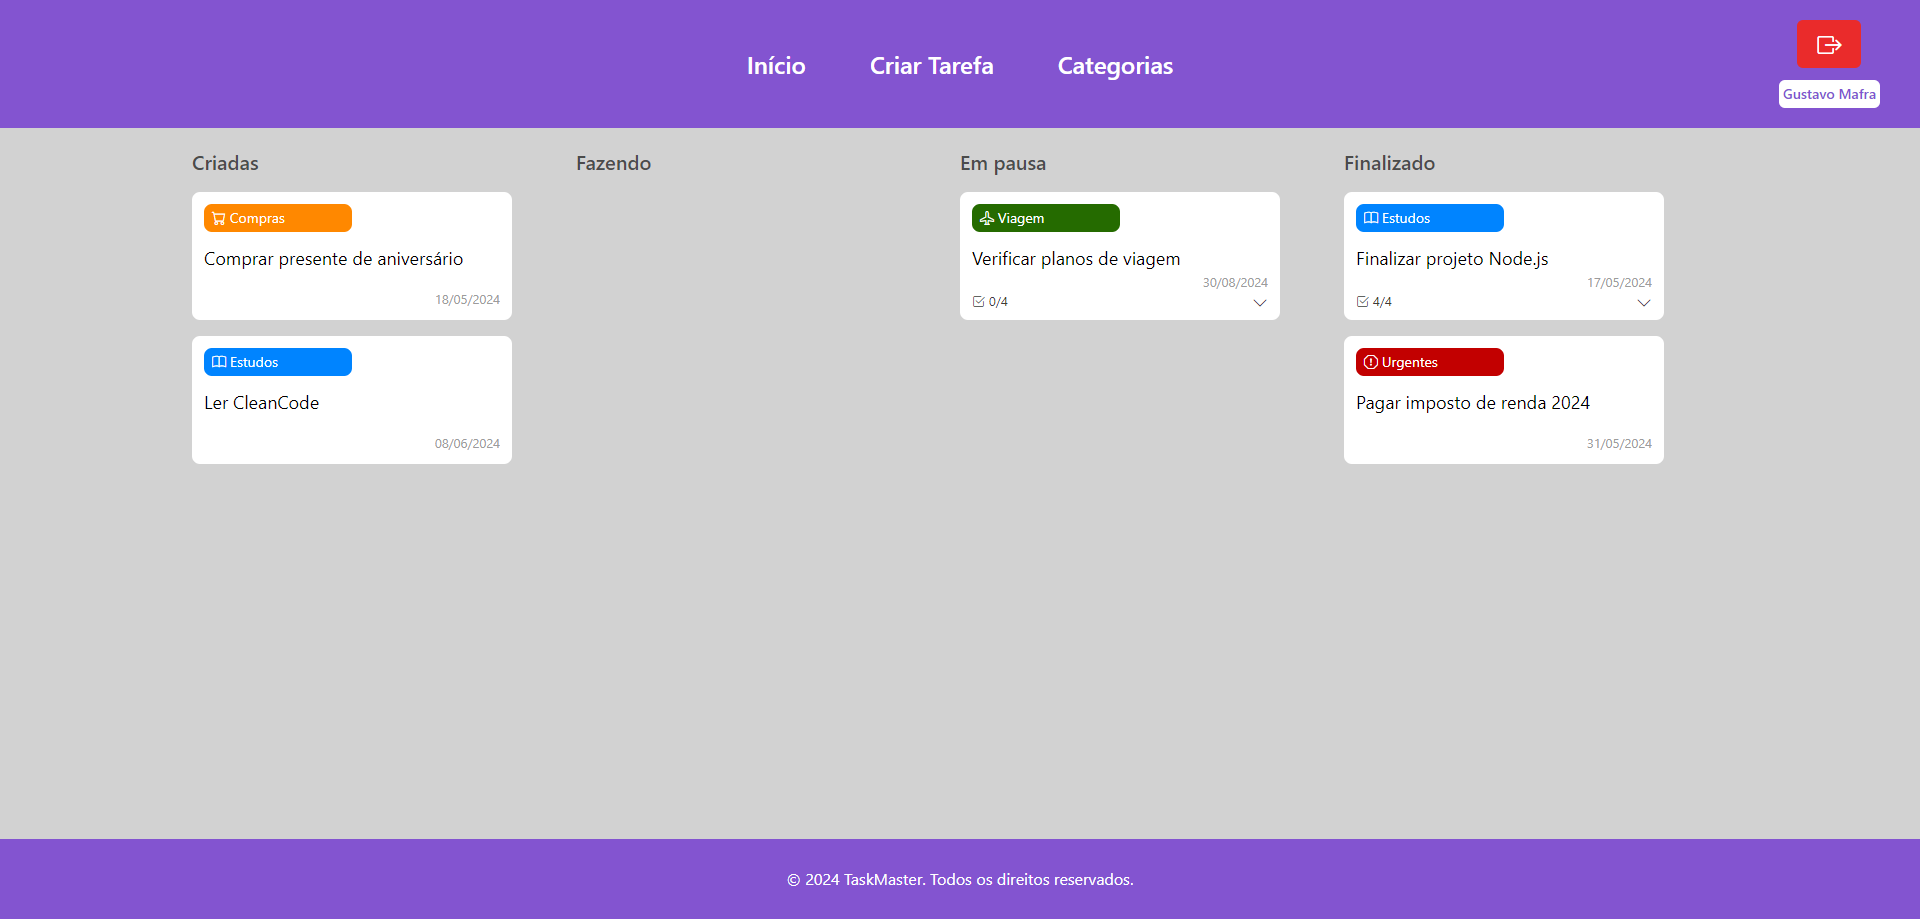 Início
Criar Tarefa
Categorias
Gustavo Mafra
Criadas
Compras
Comprar presente de aniversário
18/05/2024
Estudos
Ler CleanCode
08/06/2024
Fazendo
Em pausa
Viagem
Verificar planos de viagem
30/08/2024
0/4
Finalizado
Estudos
Finalizar projeto Node.js
17/05/2024
4/4
Urgentes
Pagar imposto de renda 2024
31/05/2024
© 2024 TaskMaster. Todos os direitos reservados.